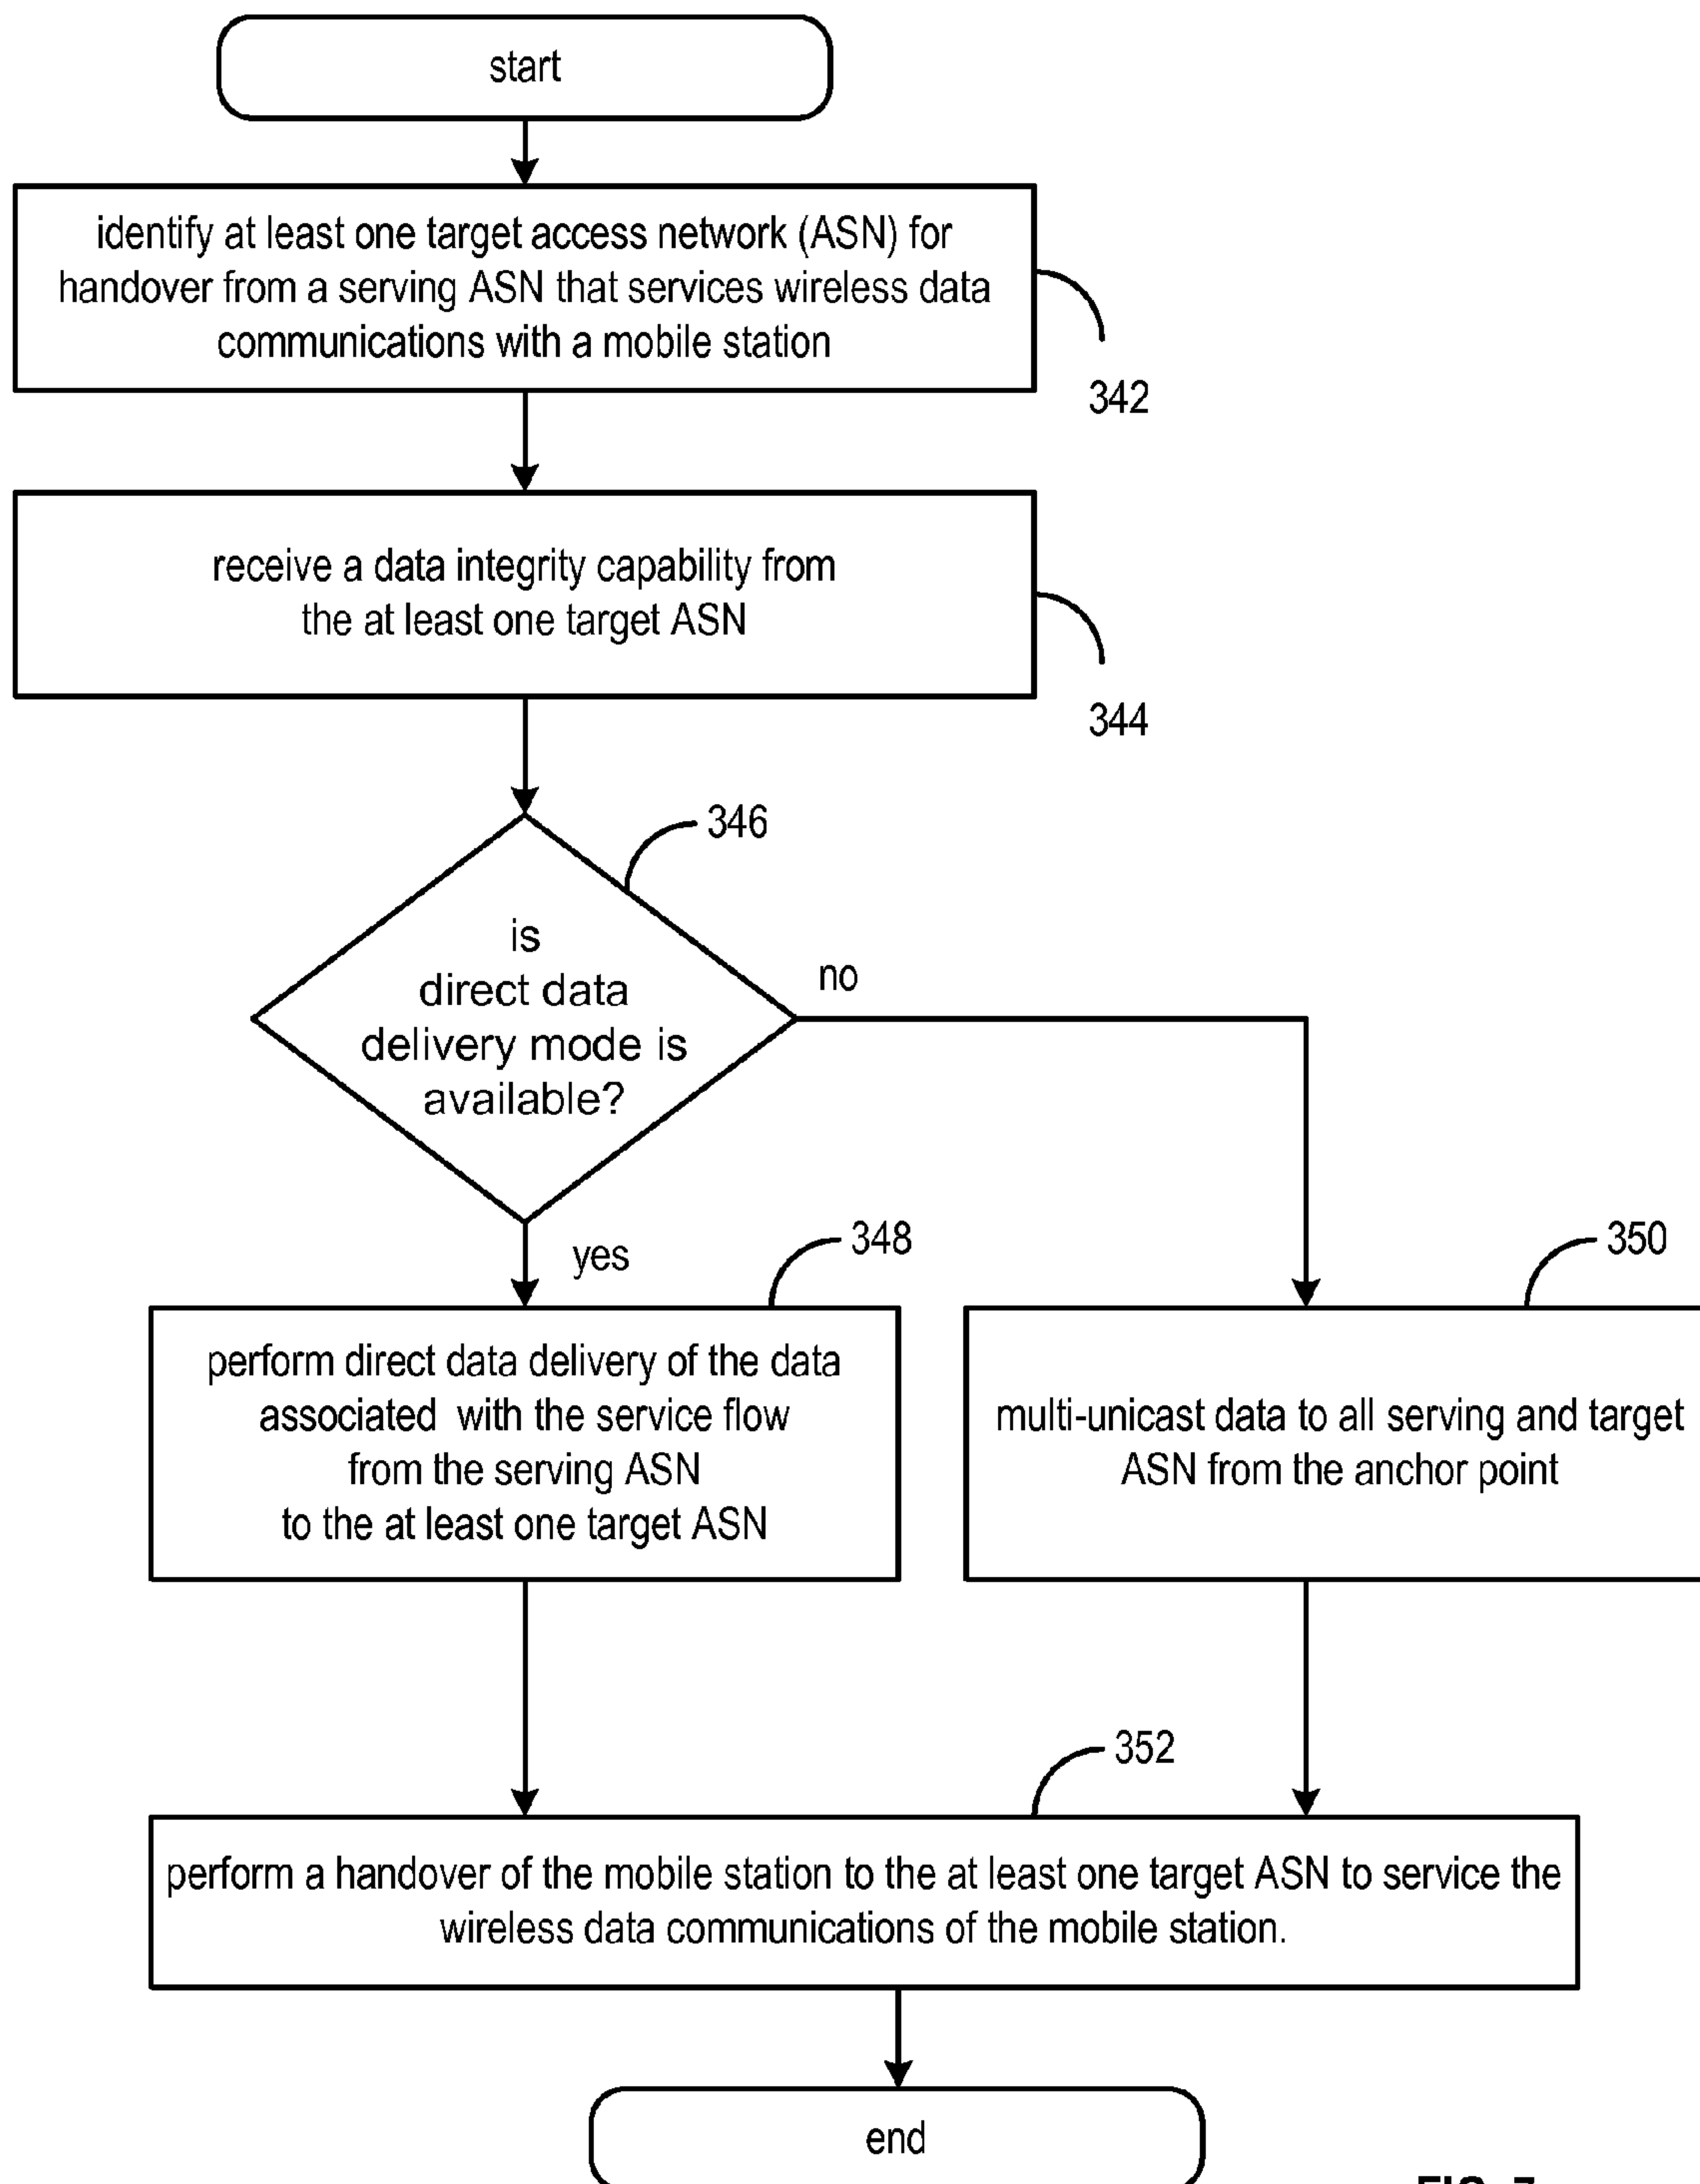 start
identify at least one target access network (ASN) for
handover from a serving ASN that services wireless data
communications with a mobile station
342
receive a data integrity capability from
the at least one target ASN
344
346
is
direct data
delivery mode is
available?
no
yes
348
350
perform direct data delivery of the data
associated with the service flow
from the serving ASN
to the at least one target ASN
multi-unicast data to all serving and target
ASN from the anchor point
352
perform a handover of the mobile station to the at least one target ASN to service the
wireless data communications of the mobile station.
end